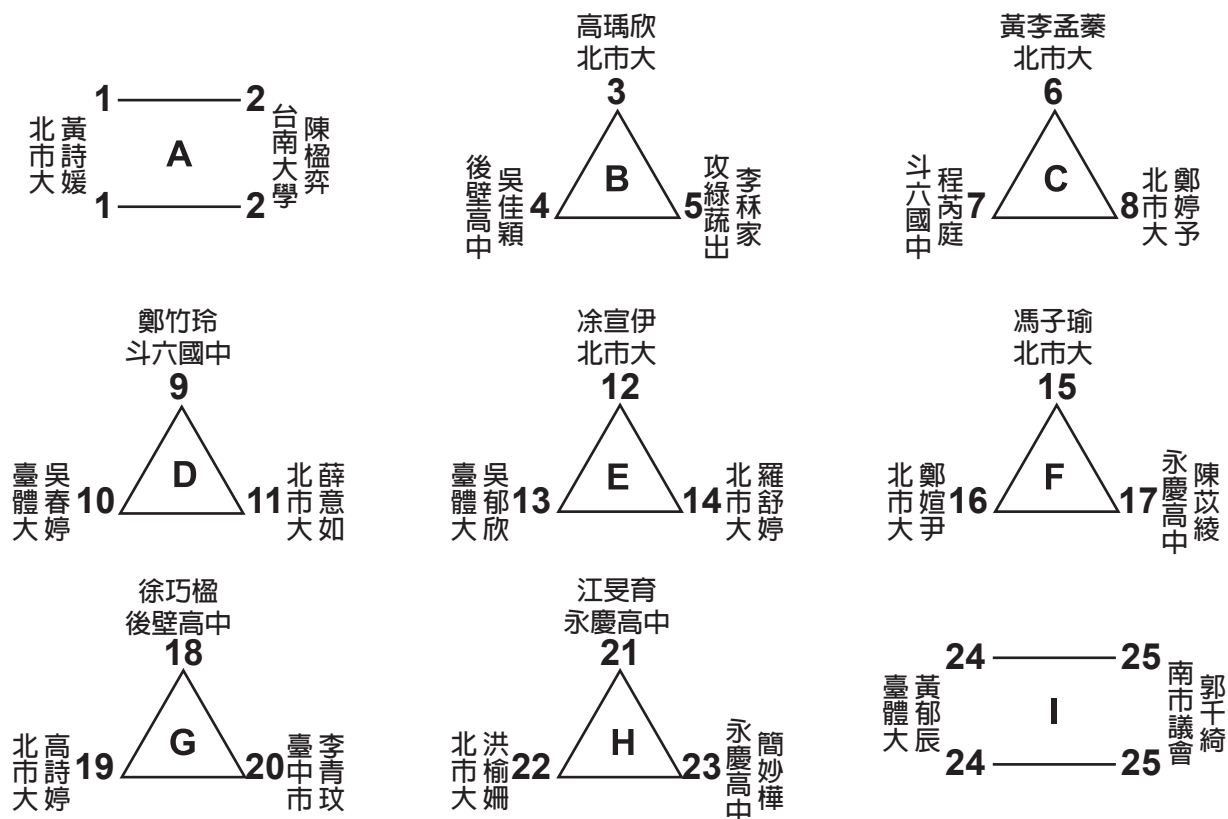 高瑀欣
北市大
3
黃李孟蓁
北市大
6
1
2
北市大
黃詩媛
A
台南大學
陳楹弈
1
2
後壁高中
吳佳穎
4
B
5
攻綠蔬出
李秝家
斗六國中
程芮庭
7
C
8
北市大
鄭婷予
鄭竹玲
斗六國中
9
凃宣伊
北市大
12
馮子瑜
北市大
15
臺體大
吳春婷
10
D
11
北市大
薛意如
臺體大
吳郁欣
13
E
14
北市大
羅舒婷
北市大
鄭媗尹
16
F
17
永慶高中
陳苡綾
徐巧楹
後壁高中
18
江旻育
永慶高中
21
24
25
北市大
高詩婷
19
G
20
臺中市
李青玟
北市大
洪榆姍
22
H
23
永慶高中
簡妙樺
臺體大
黃郁辰
I
南市議會
郭千綺
24
25